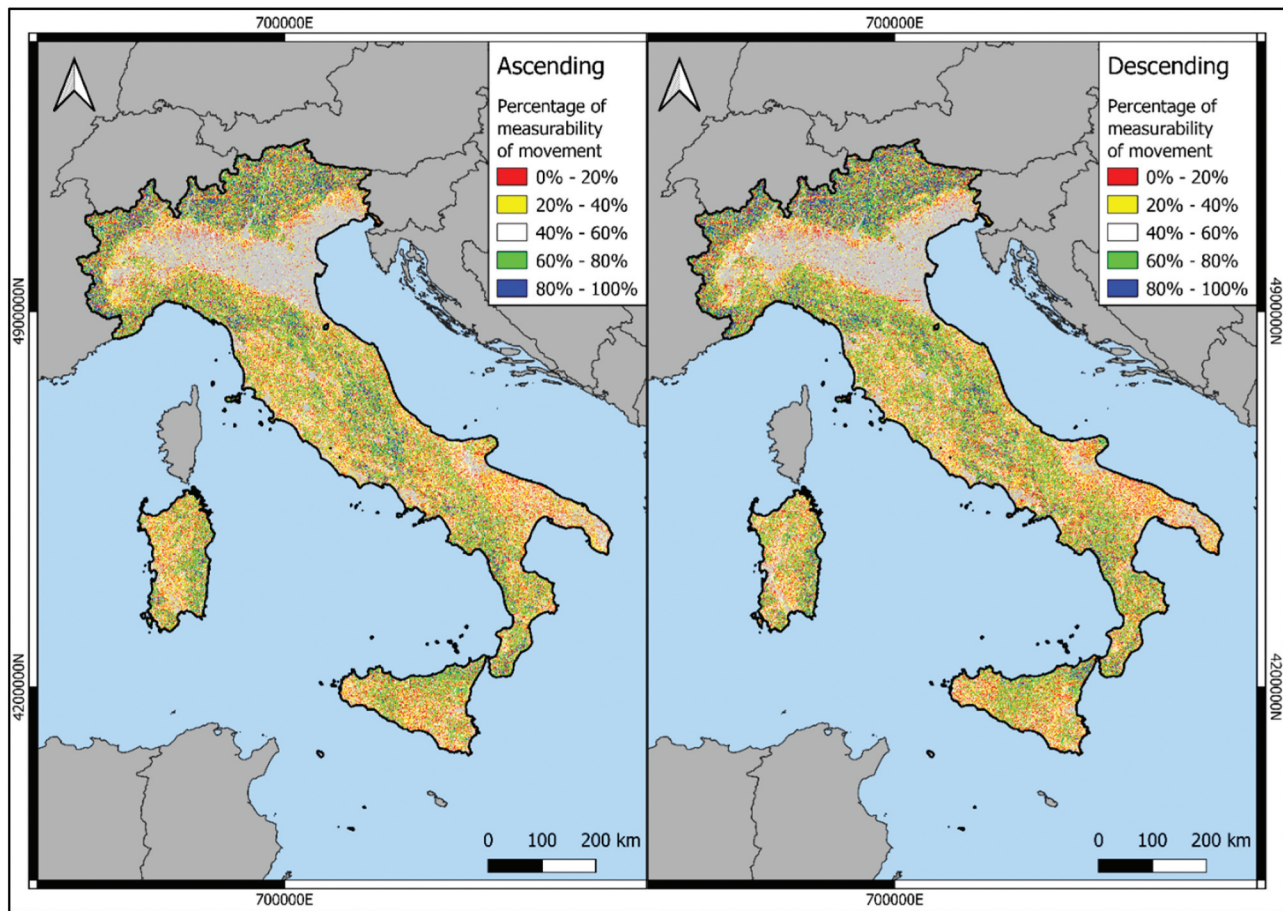 700000E
700000E
Ascending
Percentage of
measurability
of movement
0% - 20%
20% - 40%
40% - 60%
60% - 80%
80% - 100%
Descending
Percentage of
measurability
of movement
0% - 20%
20% - 40%
40% - 60%
60% - 80%
80% - 100%
4900000N
4900000N
4200000N
4200000N
0 100 200 km
0 100 200 km
700000E
700000E